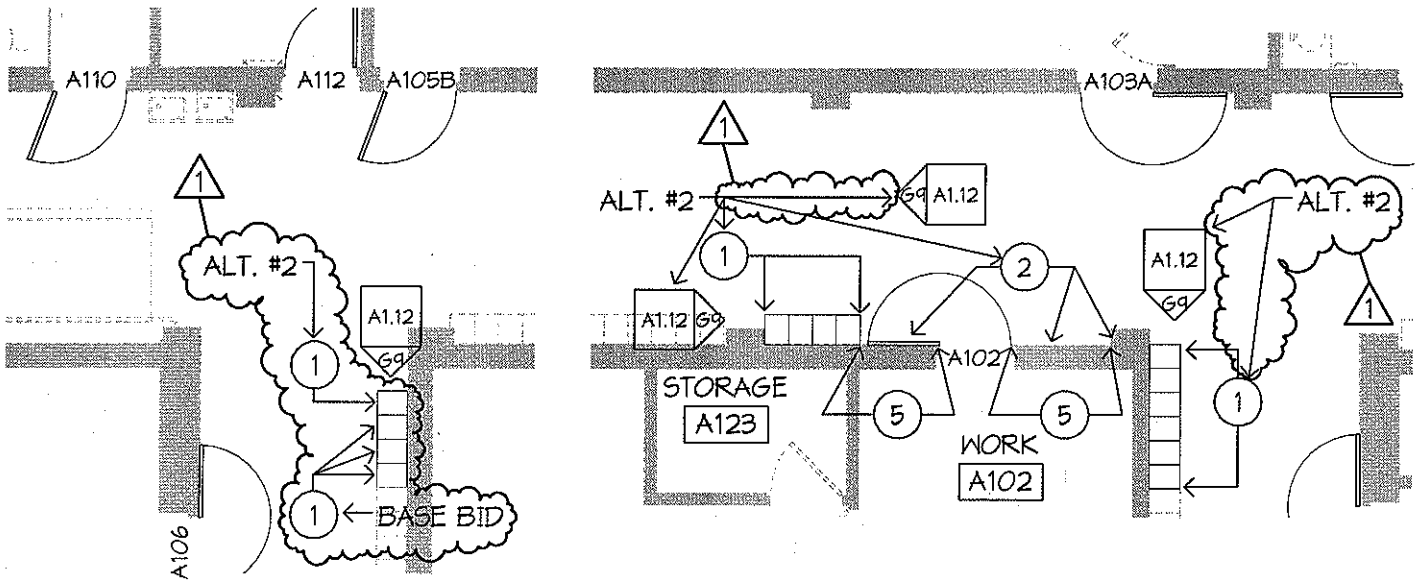 A110
A112
A105B
1
ALT. #2
A1.12
G9
1
1
BASE BID
A106
A103A
1
ALT. #2
G9 A1.12
1
2
A1.12 G9
A102
STORAGE
A123
5
5
WORK
A102
ALT. #2
A1.12
G9
1
1